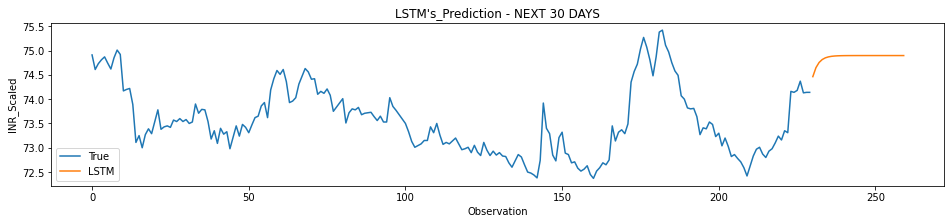 LSTM's_Prediction - NEXT 30 DAYS
75.5
75.0
74.5
74.0
73.5
73.0
72.5
INR_Scaled
True
LSTM
0
50
100
150
200
250
Observation